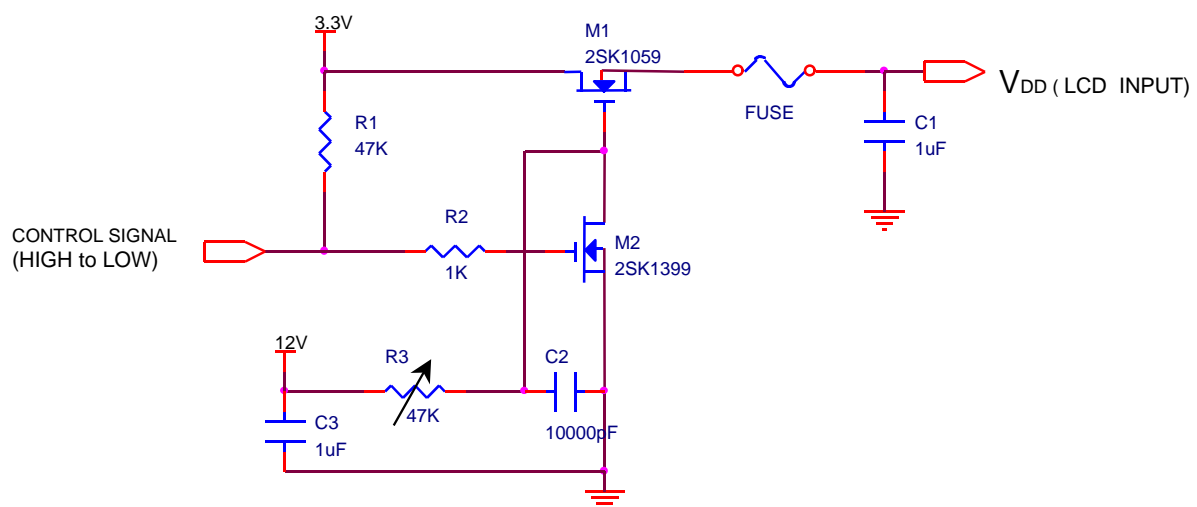 3.3V
M1
2SK1059
FUSE
VDD ( LCD INPUT)
R1
47K
C1
1uF
CONTROL SIGNAL
(HIGH to LOW)
R2
1K
M2
2SK1399
12V
R3
47K
C2
10000pF
C3
1uF